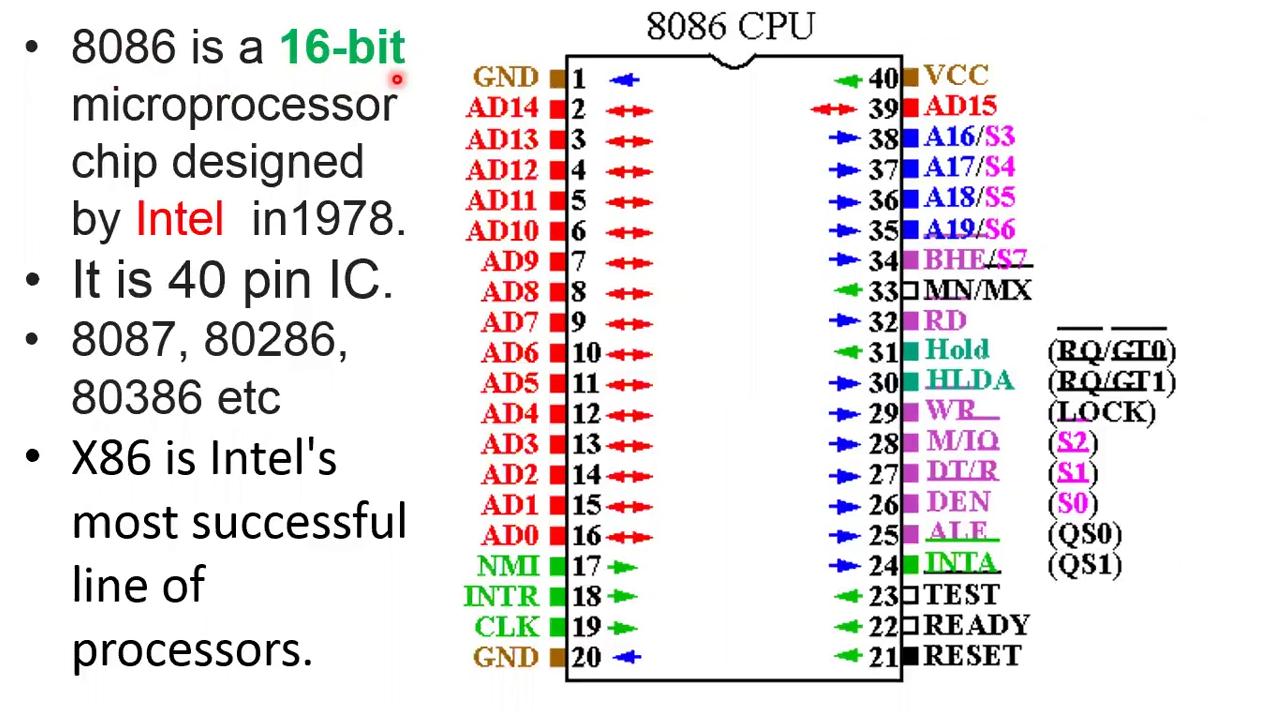 • 8086 is a 16-bit
microprocessor
chip designed
by Intel in1978.
• It is 40 pin IC.
• 8087, 80286,
80386 etc
• X86 is Intel's
most successful
line of
processors.
8086 CPU
GND 1 40 VCC
AD14 2 39 AD15
AD13 3 38 A16/S3
AD12 4 37 A17/S4
AD11 5 36 A18/S5
AD10 6 35 A19/S6
AD9 7 34 BHE/S7
AD8 8 33 MN/MX
AD7 9 32 RD
AD6 10 31 Hold (RQ/GT0)
AD5 11 30 HLDA (RQ/GT1)
AD4 12 29 WR (LOCK)
AD3 13 28 M/IO (S2)
AD2 14 27 DT/R (S1)
AD1 15 26 DEN (S0)
AD0 16 25 ALE (QS0)
NMI 17 24 INTA (QS1)
INTR 18 23 TEST
CLK 19 22 READY
GND 20 21 RESET